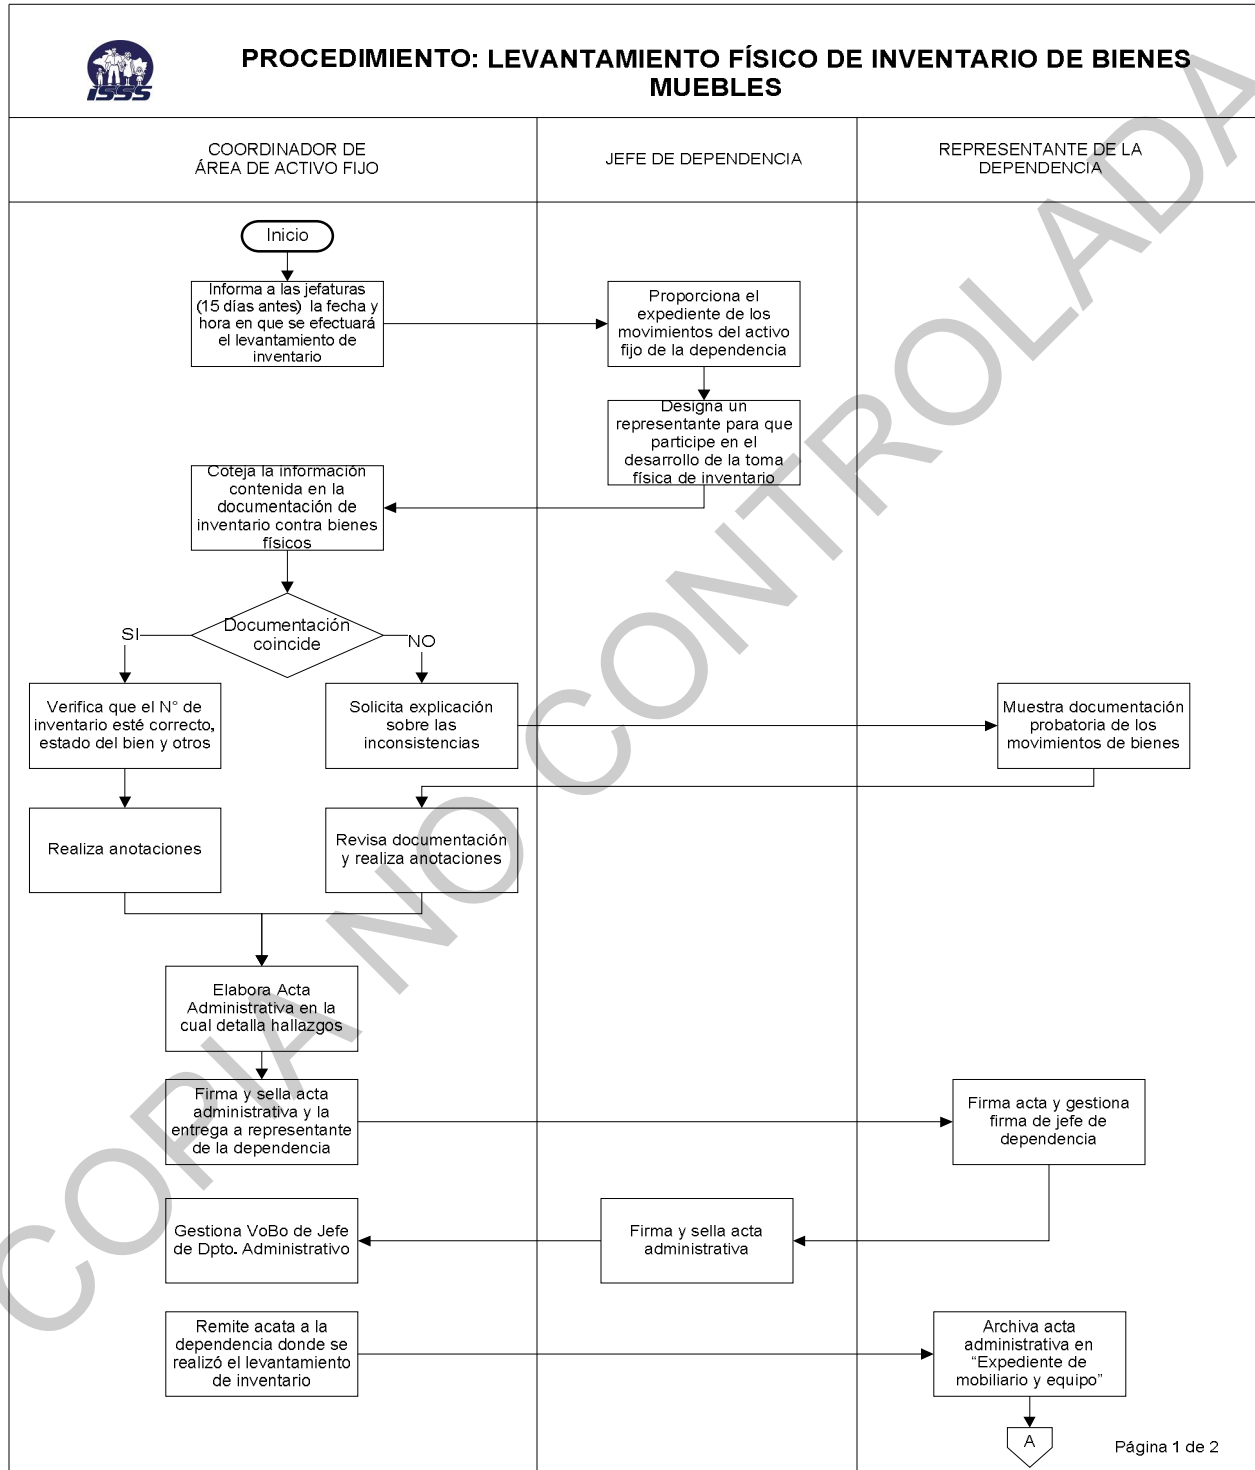 ISSS
PROCEDIMIENTO: LEVANTAMIENTO FÍSICO DE INVENTARIO DE BIENES
MUEBLES
COORDINADOR DE
ÁREA DE ACTIVO FIJO
JEFE DE DEPENDENCIA
REPRESENTANTE DE LA
DEPENDENCIA
Inicio
Informa a las jefaturas
(15 días antes) la fecha y
hora en que se efectuará
el levantamiento de
inventario
Proporciona el
expediente de los
movimientos del activo
fijo de la dependencia
Designa un
representante para que
participe en el
desarrollo de la toma
física de inventario
Coteja la información
contenida en la
documentación de
inventario contra bienes
físicos
Documentación
coincide
SI
NO
Verifica que el N° de
inventario esté correcto,
estado del bien y otros
Solicita explicación
sobre las
inconsistencias
Muestra documentación
probatoria de los
movimientos de bienes
Realiza anotaciones
Revisa documentación
y realiza anotaciones
Elabora Acta
Administrativa en la
cual detalla hallazgos
Firma y sella acta
administrativa y la
entrega a representante
de la dependencia
Firma acta y gestiona
firma de jefe de
dependencia
Gestiona VoBo de Jefe
de Dpto. Administrativo
Firma y sella acta
administrativa
Remite acata a la
dependencia donde se
realizó el levantamiento
de inventario
Archiva acta
administrativa en
“Expediente de
mobiliario y equipo”
A
Página 1 de 2
COPIA NO CONTROLADA